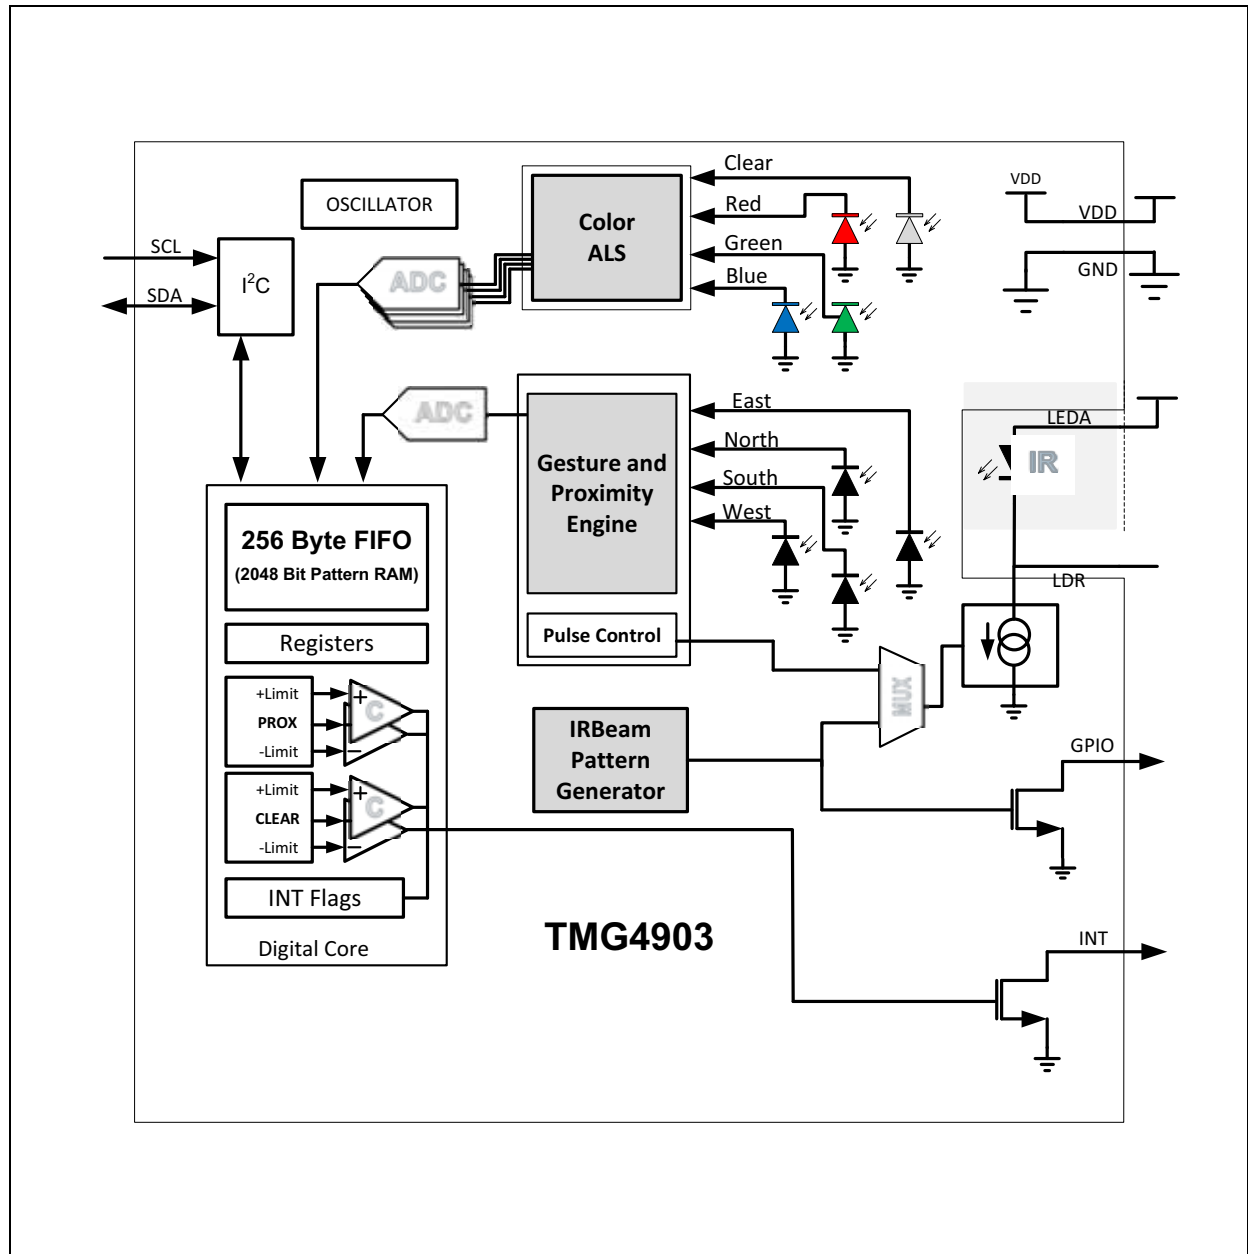 OSCILLATOR
SCL
SDA
I²C
ADC
Color
ALS
Clear
Red
Green
Blue
VDD
VDD
GND
ADC
Gesture and
Proximity
Engine
East
North
South
West
LEDA
IR
LDR
256 Byte FIFO
(2048 Bit Pattern RAM)
Registers
+Limit
PROX
-Limit
+
C
−
+Limit
CLEAR
-Limit
+
C
−
INT Flags
Digital Core
Pulse Control
MUX
IRBeam
Pattern
Generator
GPIO
INT
TMG4903